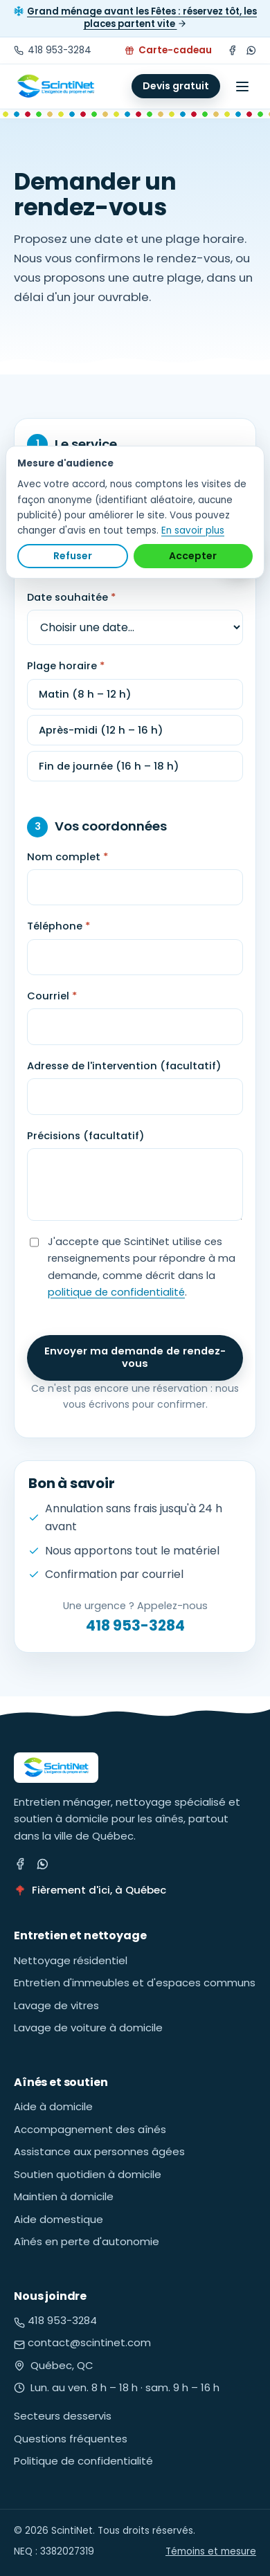 Grand ménage avant les Fêtes : réservez tôt, les
places partent vite →
418 953-3284
Carte-cadeau
ScintiNet
L'élégance du propre et net
Devis gratuit
Demander un
rendez-vous
Proposez une date et une plage horaire.
Nous vous confirmons le rendez-vous, ou
vous proposons une autre plage, dans un
délai d'un jour ouvrable.
1 Le service
Mesure d'audience
Avec votre accord, nous comptons les visites de
façon anonyme (identifiant aléatoire, aucune
publicité) pour améliorer le site. Vous pouvez
changer d'avis en tout temps. En savoir plus
Refuser
Accepter
Date souhaitée *
Choisir une date...
Plage horaire *
Matin (8 h – 12 h)
Après-midi (12 h – 16 h)
Fin de journée (16 h – 18 h)
3 Vos coordonnées
Nom complet *
Téléphone *
Courriel *
Adresse de l'intervention (facultatif)
Précisions (facultatif)
J'accepte que ScintiNet utilise ces
renseignements pour répondre à ma
demande, comme décrit dans la
politique de confidentialité.
Envoyer ma demande de rendez-
vous
Ce n'est pas encore une réservation : nous
vous écrivons pour confirmer.
Bon à savoir
Annulation sans frais jusqu'à 24 h
avant
Nous apportons tout le matériel
Confirmation par courriel
Une urgence ? Appelez-nous
418 953-3284
ScintiNet
L'élégance du propre et net
Entretien ménager, nettoyage spécialisé et
soutien à domicile pour les aînés, partout
dans la ville de Québec.
Fièrement d'ici, à Québec
Entretien et nettoyage
Nettoyage résidentiel
Entretien d'immeubles et d'espaces communs
Lavage de vitres
Lavage de voiture à domicile
Aînés et soutien
Aide à domicile
Accompagnement des aînés
Assistance aux personnes âgées
Soutien quotidien à domicile
Maintien à domicile
Aide domestique
Aînés en perte d'autonomie
Nous joindre
418 953-3284
contact@scintinet.com
Québec, QC
Lun. au ven. 8 h – 18 h · sam. 9 h – 16 h
Secteurs desservis
Questions fréquentes
Politique de confidentialité
© 2026 ScintiNet. Tous droits réservés.
NEQ : 3382027319
Témoins et mesure